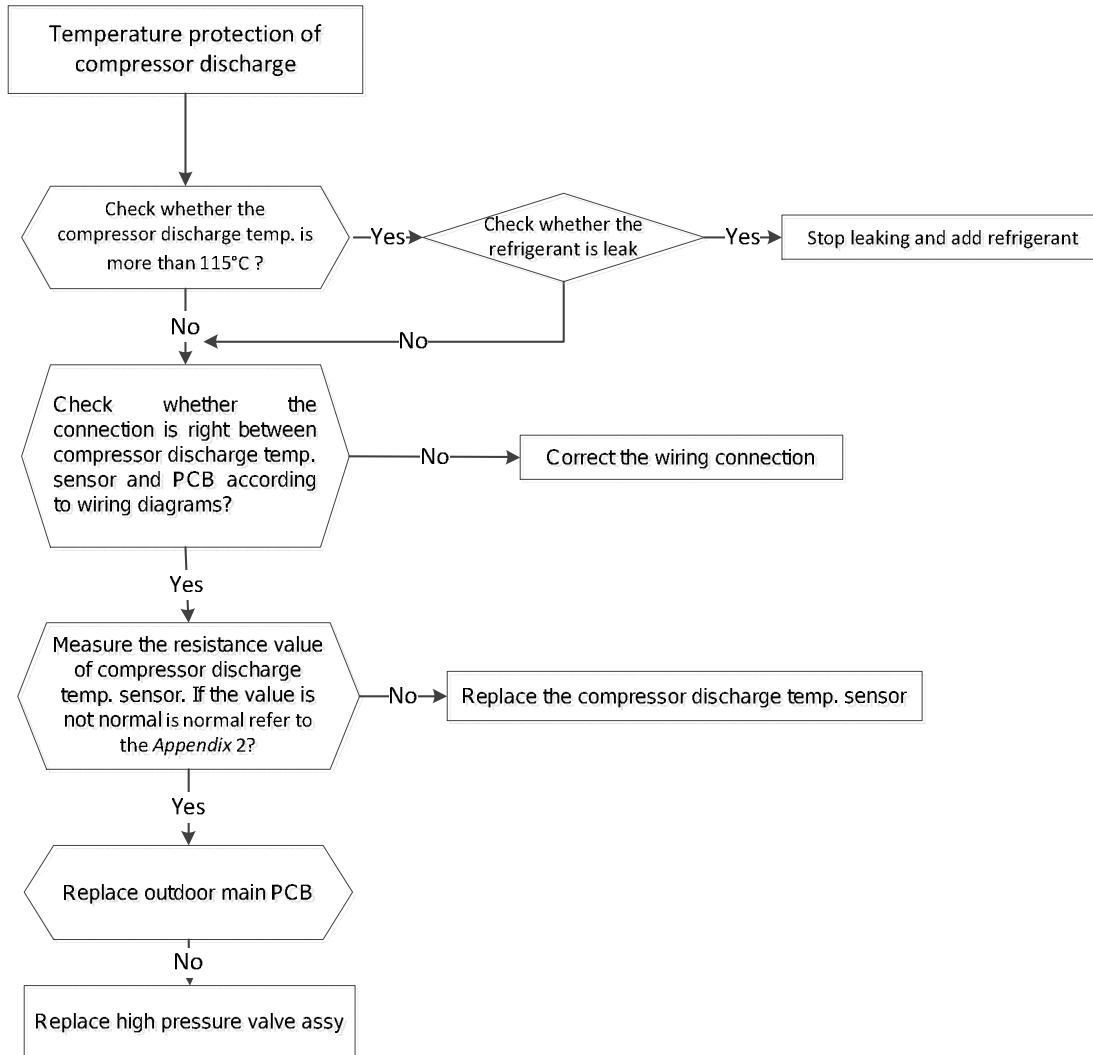 Temperature protection of
compressor discharge
Check whether the
compressor discharge temp. is
more than 115°C ?
Yes
Check whether the
refrigerant is leak
Yes
Stop leaking and add refrigerant
No
No
Check whether the
connection is right between
compressor discharge temp.
sensor and PCB according
to wiring diagrams?
No
Correct the wiring connection
Yes
Measure the resistance value
of compressor discharge
temp. sensor. If the value is
not normal is normal refer to
the Appendix 2?
No
Replace the compressor discharge temp. sensor
Yes
Replace outdoor main PCB
No
Replace high pressure valve assy